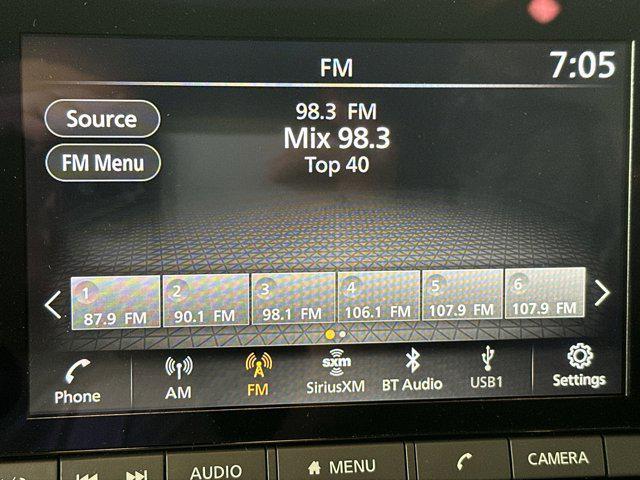 FM
7:05
Source
98.3 FM
Mix 98.3
FM Menu
Top 40
1
87.9 FM
2
90.1 FM
3
98.1 FM
4
106.1 FM
5
107.9 FM
6
107.9 FM
Phone
AM
FM
sxm
SiriusXM
BT Audio
USB1
Settings
AUDIO
MENU
CAMERA